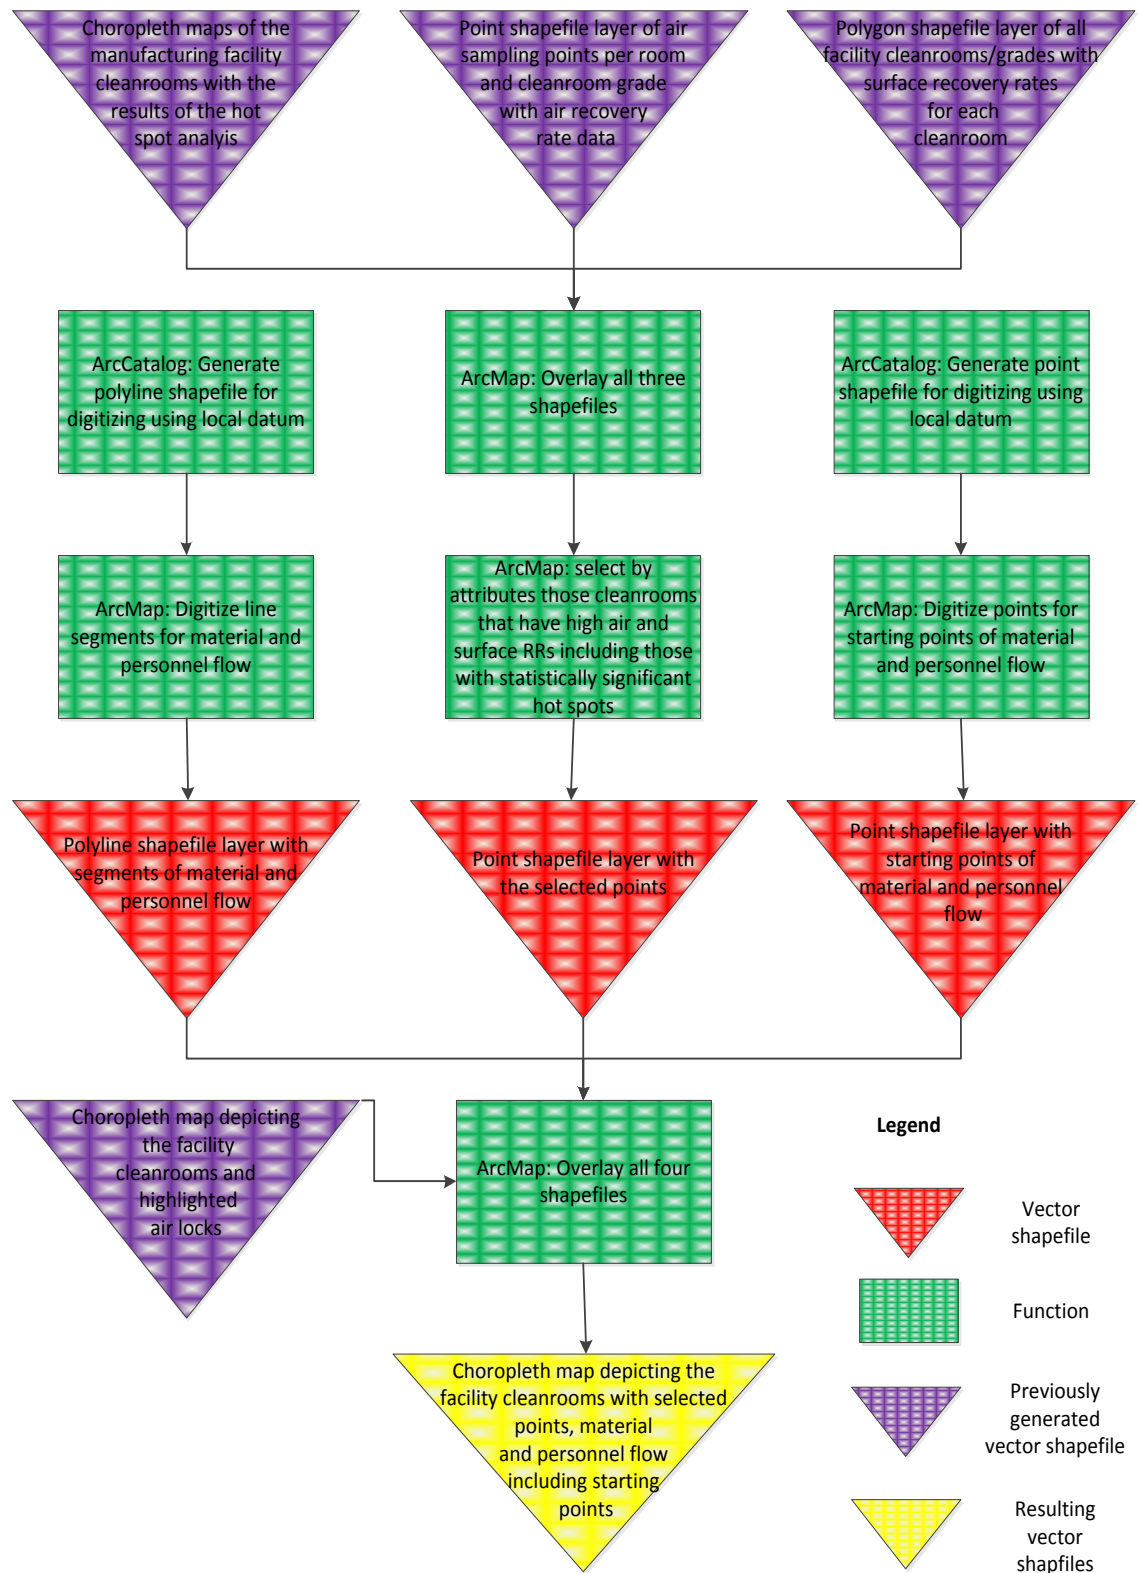 Choropleth maps of the
manufacturing facility
cleanrooms with the
results of the hot
spot analyis
Point shapefile layer of air
sampling points per room
and cleanroom grade
with air recovery
rate data
Polygon shapefile layer of all
facility cleanrooms/grades with
surface recovery rates
for each
cleanroom
ArcCatalog: Generate
polyline shapefile for
digitizing using local datum
ArcMap: Overlay all three
shapefiles
ArcCatalog: Generate point
shapefile for digitizing using
local datum
ArcMap: Digitize line
segments for material and
personnel flow
ArcMap: select by
attributes those cleanrooms
that have high air and
surface RRs including those
with statistically significant
hot spots
ArcMap: Digitize points for
starting points of material
and personnel flow
Polyline shapefile layer with
segments of material and
personnel flow
Point shapefile layer with
the selected points
Point shapefile layer with
starting points of
material and personnel
flow
Choropleth map depicting
the facility
cleanrooms and
highlighted
air locks
ArcMap: Overlay all four
shapefiles
Choropleth map depicting the
facility cleanrooms with selected
points, material
and personnel flow
including starting
points
Legend
Vector
shapefile
Function
Previously
generated
vector shapefile
Resulting
vector
shapfiles